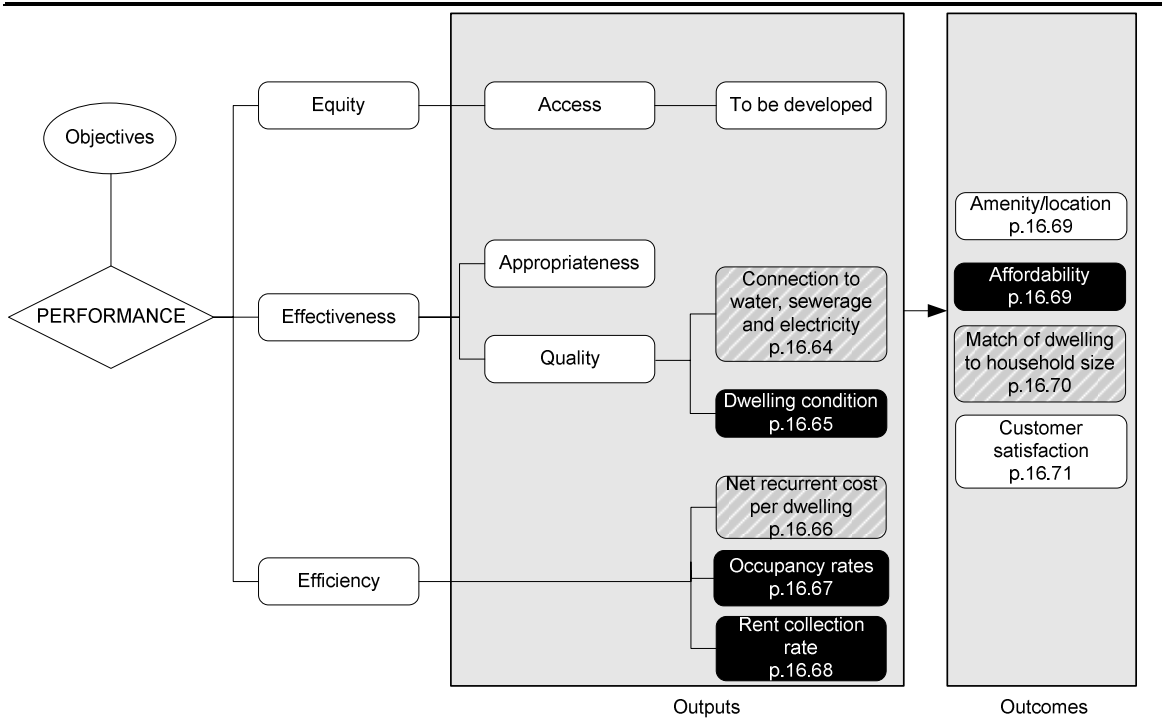 Objectives
PERFORMANCE
Equity
Access
To be developed
Effectiveness
Appropriateness
Quality
Connection to
water, sewerage
and electricity
p.16.64
Dwelling condition
p.16.65
Efficiency
Net recurrent cost
per dwelling
p.16.66
Occupancy rates
p.16.67
Rent collection
rate
p.16.68
Outputs
Amenity/location
p.16.69
Affordability
p.16.69
Match of dwelling
to household size
p.16.70
Customer
satisfaction
p.16.71
Outcomes